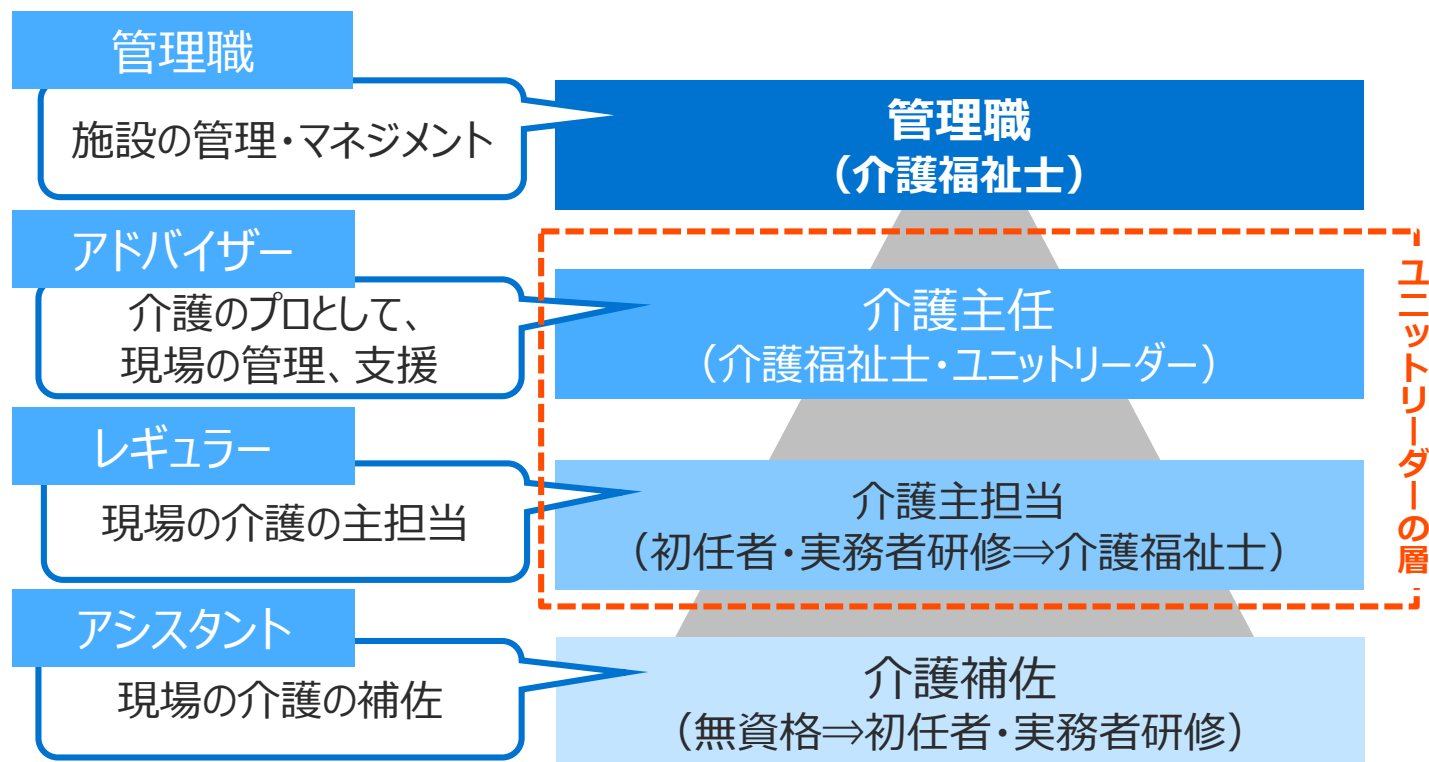 管理職
施設の管理・マネジメント
管理職
（介護福祉士）
アドバイザー
介護のプロとして、
現場の管理、支援
介護主任
（介護福祉士・ユニットリーダー）
レギュラー
現場の介護の主担当
介護主担当
（初任者・実務者研修⇒介護福祉士）
アシスタント
現場の介護の補佐
介護補佐
（無資格⇒初任者・実務者研修）
ユニットリーダーの層